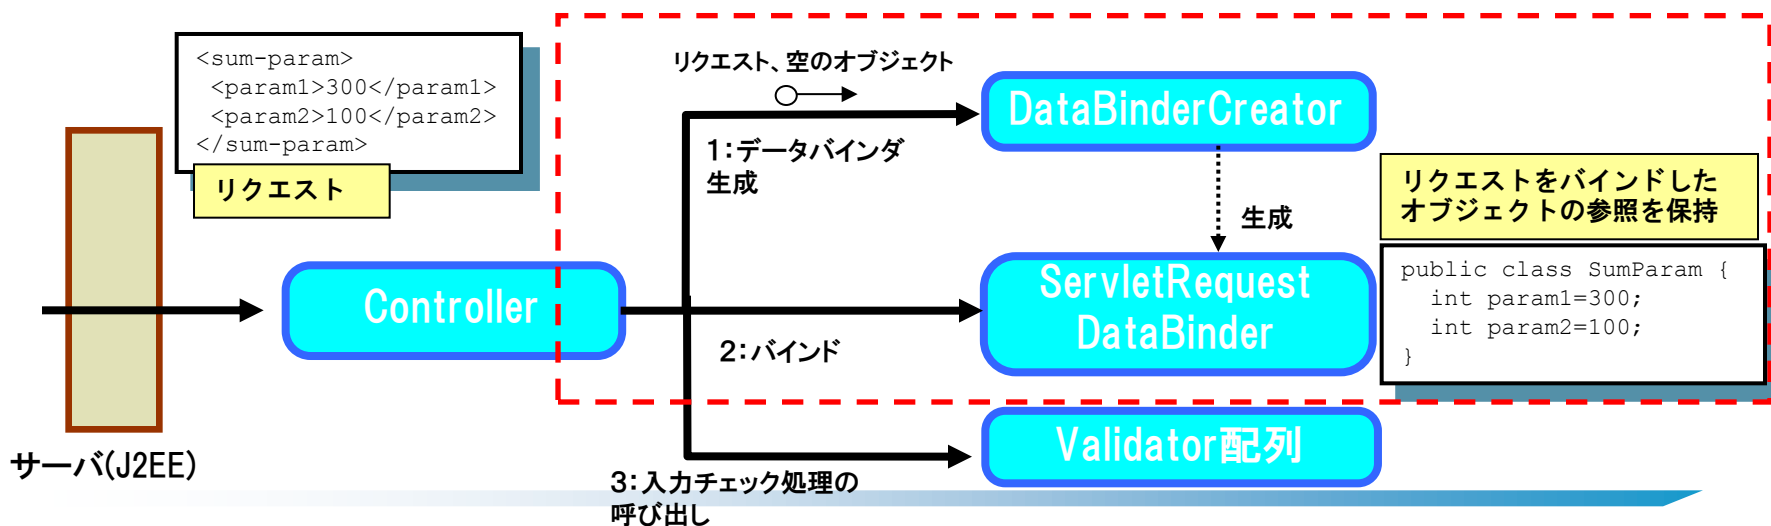 <sum-param>
<param1>300</param1>
<param2>100</param2>
</sum-param>
リクエスト
サーバ(J2EE)
Controller
リクエスト、空のオブジェクト
1:データバインダ
生成
DataBinderCreator
生成
2:バインド
ServletRequest
DataBinder
リクエストをバインドした
オブジェクトの参照を保持
public class SumParam {
int param1=300;
int param2=100;
}
3:入力チェック処理の
呼び出し
Validator配列